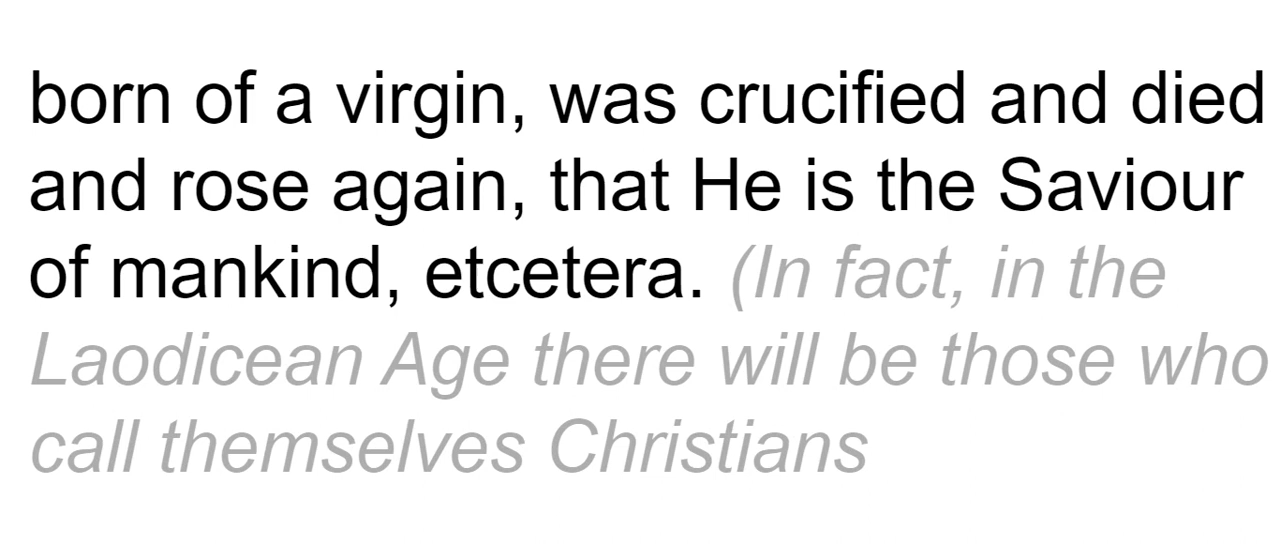 born of a virgin, was crucified and died
and rose again, that He is the Saviour
of mankind, etcetera. (In fact, in the
Laodicean Age there will be those who
call themselves Christians